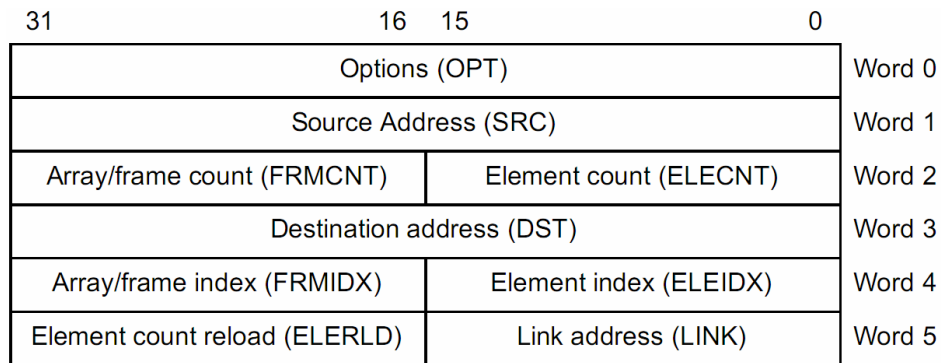 31 16 15 0
Options (OPT) Word 0
Source Address (SRC) Word 1
Array/frame count (FRMCNT) Element count (ELECNT) Word 2
Destination address (DST) Word 3
Array/frame index (FRMIDX) Element index (ELEIDX) Word 4
Element count reload (ELERLD) Link address (LINK) Word 5